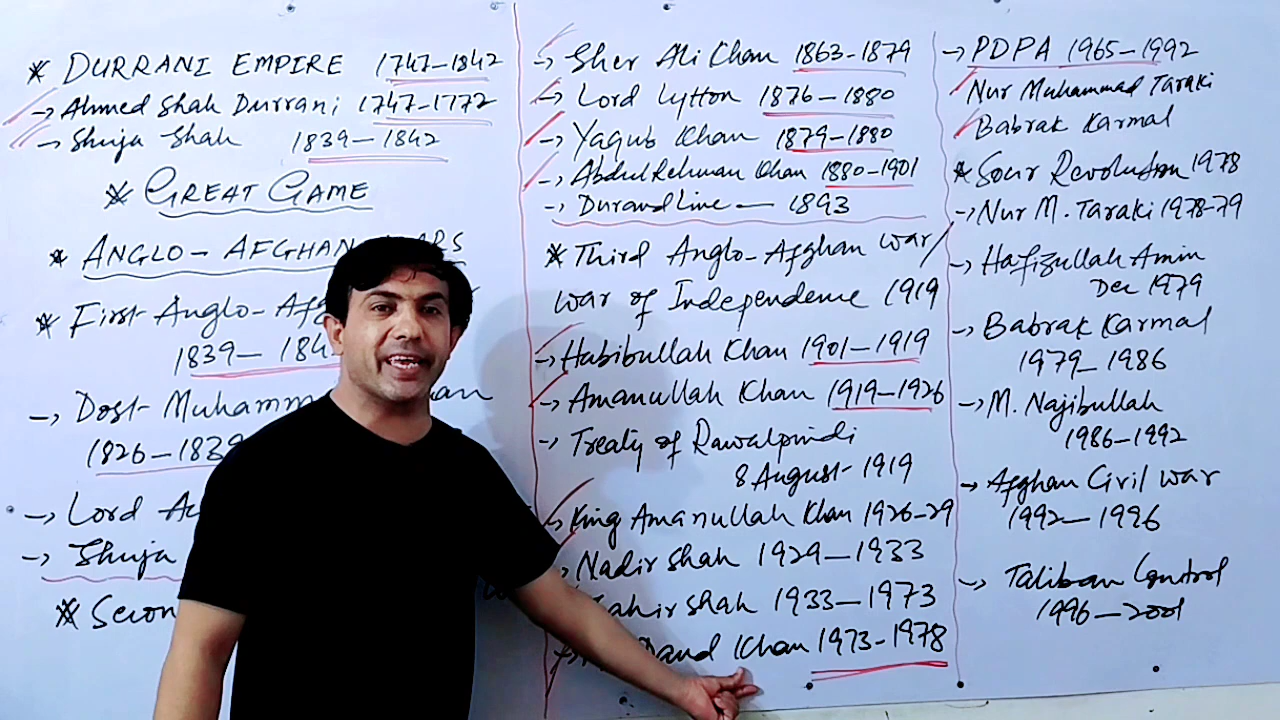 * DURRANI EMPIRE 1747-1842
→ Ahmed Shah Durrani 1747-1772
→ Shuja Shah 1839-1842
* GREAT GAME
* ANGLO-AFGHAN
* First Anglo-
1839-
→ Dost Muhamm
1826-1839
→ Lord
→ Shuja
*
→ Sher Ali Khan 1863-1879
→ Lord Lytton 1876-1880
→ Yaqub Khan 1879-1880
→ Abdul Rehman Khan 1880-1901
→ Durand Line - 1893
* Third Anglo-Afghan war/
war of Independence 1919
→ Habibullah Khan 1901-1919
→ Amanullah Khan 1919-1926
→ Treaty of Rawalpindi
8 August 1919
→ King Amanullah Khan 1926-29
→ Nadir Shah 1929-1933
Shah 1933-1973
Khan 1973-1978
→ PDPA 1965-1992
Nur Muhammad Taraki
Babrak Karmal
* Sour Revolution 1978
→ Nur M. Taraki 1978-79
→ Hafizullah Amin
Dec 1979
→ Babrak Karmal
1979-1986
→ M. Najibullah
1986-1992
→ Afghan Civil war
1992-1996
→ Taliban Control
1996-2001